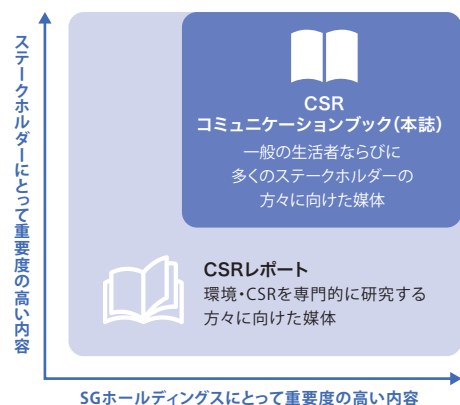 ステークホルダーにとって重要度の高い内容
CSR
コミュニケーションブック(本誌)
一般の生活者ならびに
多くのステークホルダーの
方々に向けた媒体
CSRレポート
環境・CSRを専門的に研究する
方々に向けた媒体
SGホールディングスにとって重要度の高い内容